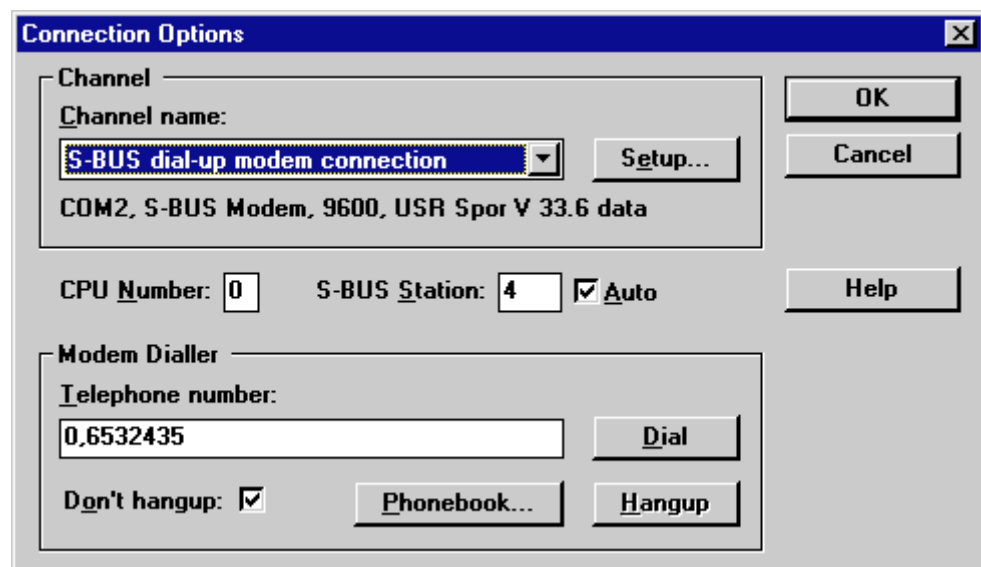 Connection Options
Channel
Channel name:
S-BUS dial-up modem connection
Setup...
COM2, S-BUS Modem, 9600, USR Spor V 33.6 data
OK
Cancel
CPU Number: 0 S-BUS Station: 4 Auto
Help
Modem Dialler
Telephone number:
0,6532435
Dial
Don't hangup:
Phonebook...
Hangup